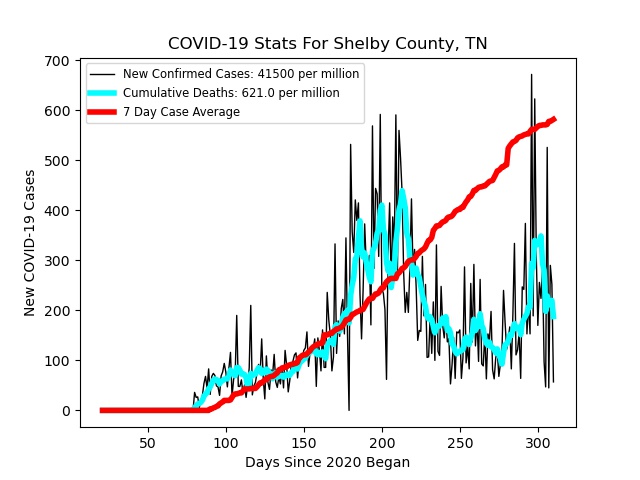 COVID-19 Stats For Shelby County, TN
New Confirmed Cases: 41500 per million
Cumulative Deaths: 621.0 per million
7 Day Case Average
700
600
500
400
300
200
100
0
New COVID-19 Cases
50 100 150 200 250 300
Days Since 2020 Began